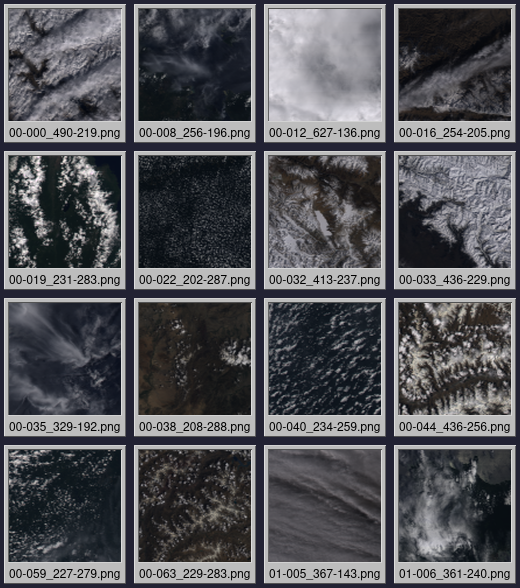 00-000_490-219.png
00-008_256-196.png
00-012_627-136.png
00-016_254-205.png
00-019_231-283.png
00-022_202-287.png
00-032_413-237.png
00-033_436-229.png
00-035_329-192.png
00-038_208-288.png
00-040_234-259.png
00-044_436-256.png
00-059_227-279.png
00-063_229-283.png
01-005_367-143.png
01-006_361-240.png